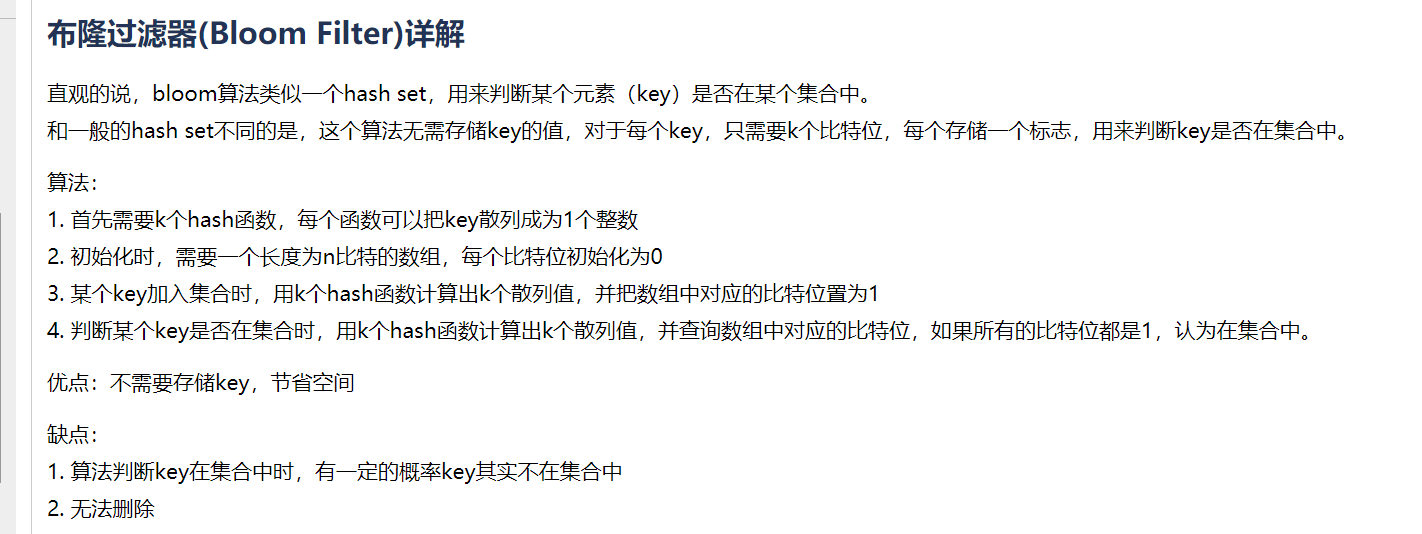 布隆过滤器(Bloom Filter)详解
直观的说，bloom算法类似一个hash set，用来判断某个元素（key）是否在某个集合中。
和一般的hash set不同的是，这个算法无需存储key的值，对于每个key，只需要k个比特位，每个存储一个标志，用来判断key是否在集合中。
算法：
1. 首先需要k个hash函数，每个函数可以把key散列成为1个整数
2. 初始化时，需要一个长度为n比特的数组，每个比特位初始化为0
3. 某个key加入集合时，用k个hash函数计算出k个散列值，并把数组中对应的比特位置为1
4. 判断某个key是否在集合时，用k个hash函数计算出k个散列值，并查询数组中对应的比特位，如果所有的比特位都是1，认为在集合中。
优点：不需要存储key，节省空间
缺点：
1. 算法判断key在集合中时，有一定的概率key其实不在集合中
2. 无法删除